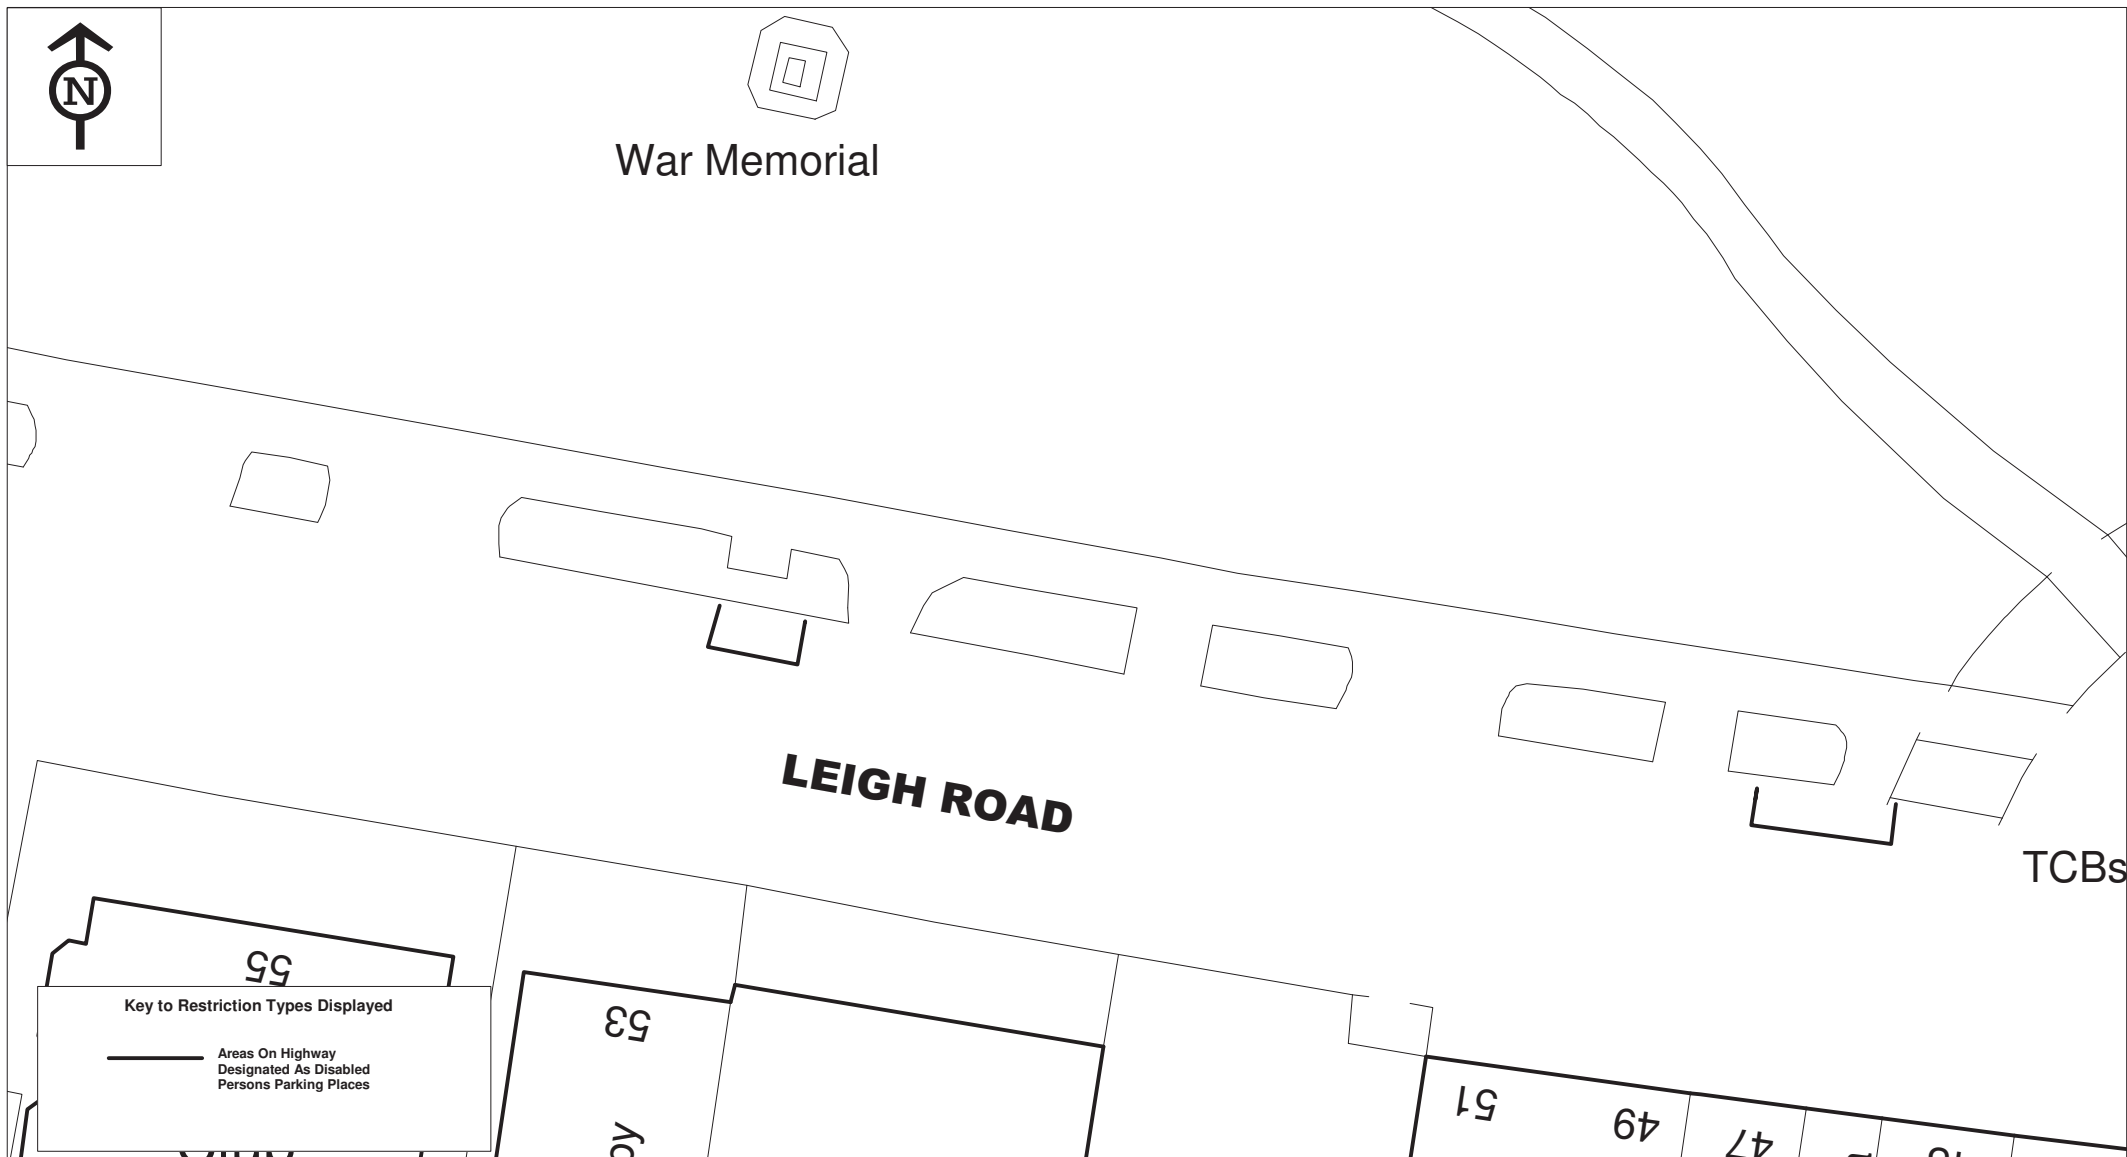 N
War Memorial
LEIGH ROAD
TCBs
55
Key to Restriction Types Displayed
Areas On Highway
Designated As Disabled
Persons Parking Places
53
51
49
47